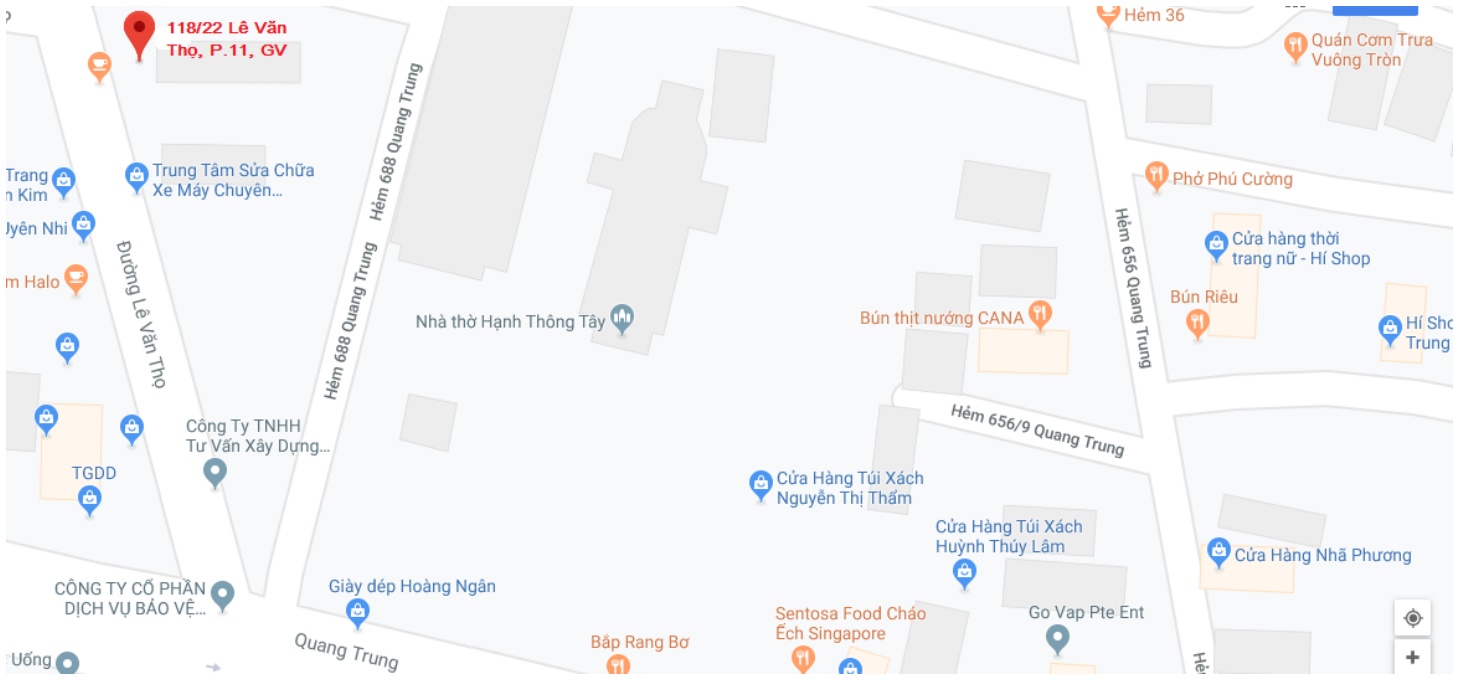 118/22 Lê Văn
Thọ, P.11, GV
Hẻm 36
Quán Cơm Trưa
Vuông Tròn
Hẻm 688 Quang Trung
Trung Tâm Sửa Chữa
Xe Máy Chuyên...
Trang
n Kim
Phở Phú Cường
Uyên Nhi
Đường Lê Văn Thọ
Hẻm 688 Quang Trung
Hẻm 656 Quang Trung
Cửa hàng thời
trang nữ - Hí Shop
m Halo
Bún Riêu
Nhà thờ Hạnh Thông Tây
Bún thịt nướng CANA
Hí Sho
Trung
Hẻm 656/9 Quang Trung
Công Ty TNHH
Tư Vấn Xây Dựng...
TGDD
Cửa Hàng Túi Xách
Nguyễn Thị Thẩm
Cửa Hàng Túi Xách
Huỳnh Thúy Lâm
Cửa Hàng Nhã Phương
CÔNG TY CỔ PHẦN
DỊCH VỤ BẢO VỆ...
Giày dép Hoàng Ngân
Sentosa Food Cháo
Ếch Singapore
Go Vap Pte Ent
Quang Trung
Bắp Rang Bơ
Uống
Hẻ